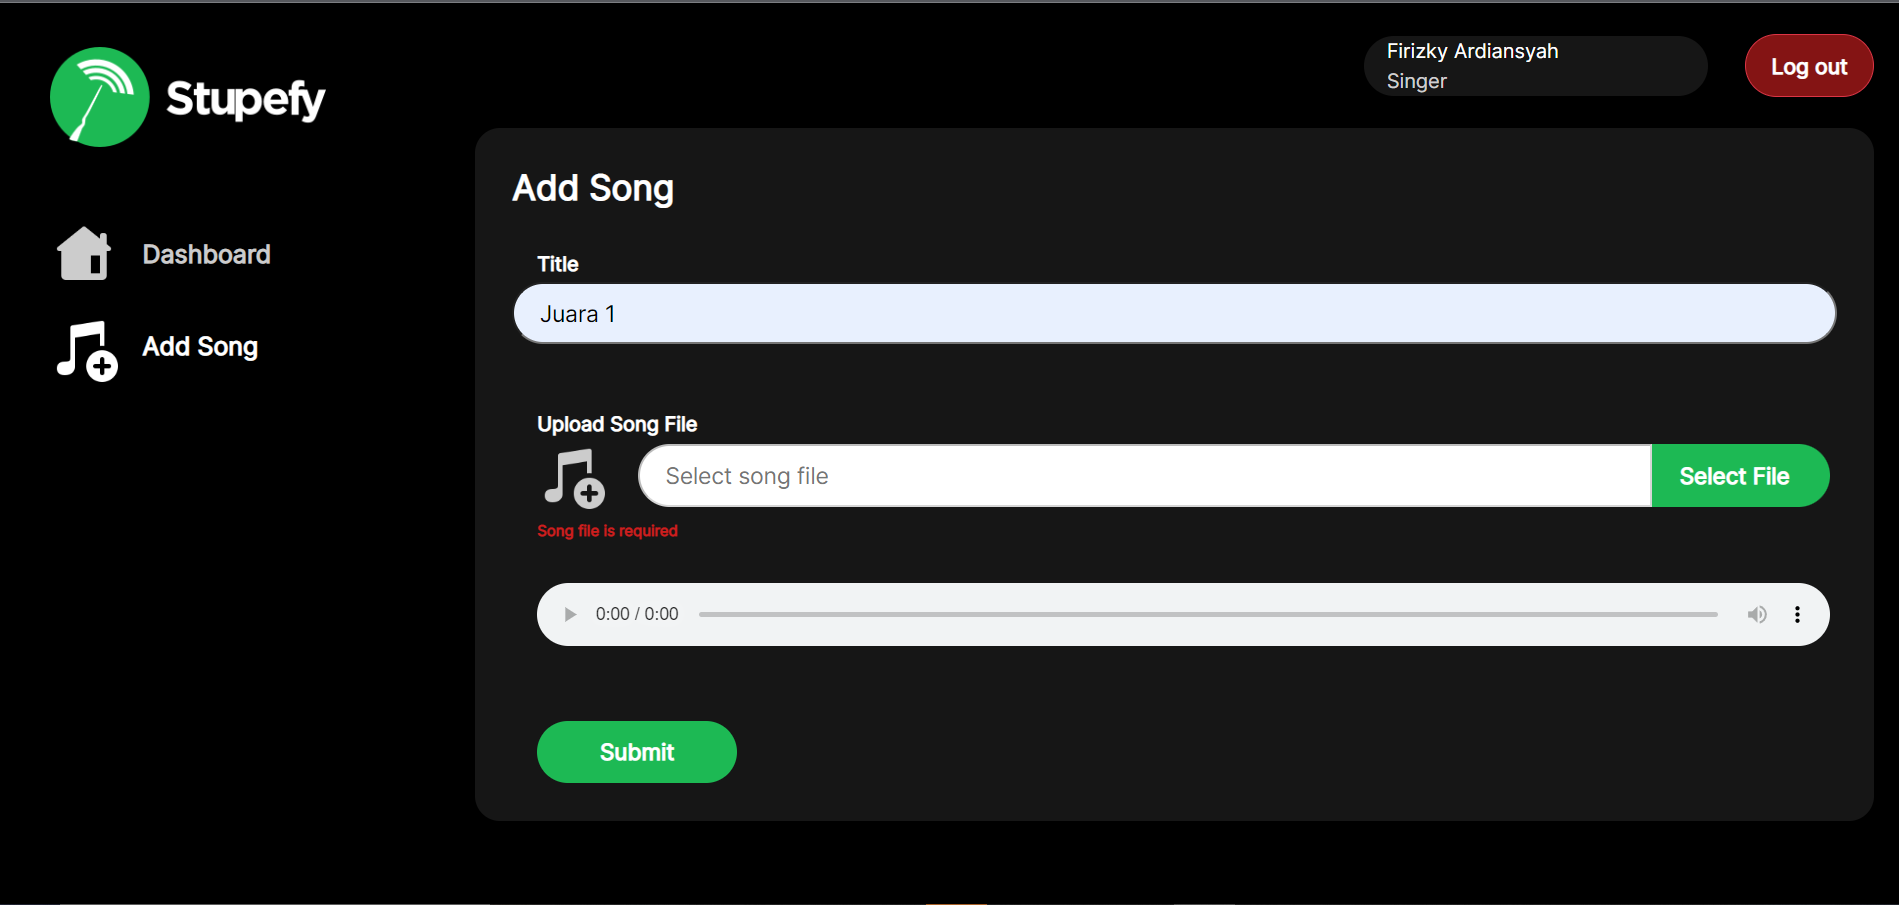 Stupefy
Firizky Ardiansyah
Singer
Log out
Dashboard
Add Song
Add Song
Title
Juara 1
Upload Song File
Select song file
Select File
Song file is required
0:00 / 0:00
Submit